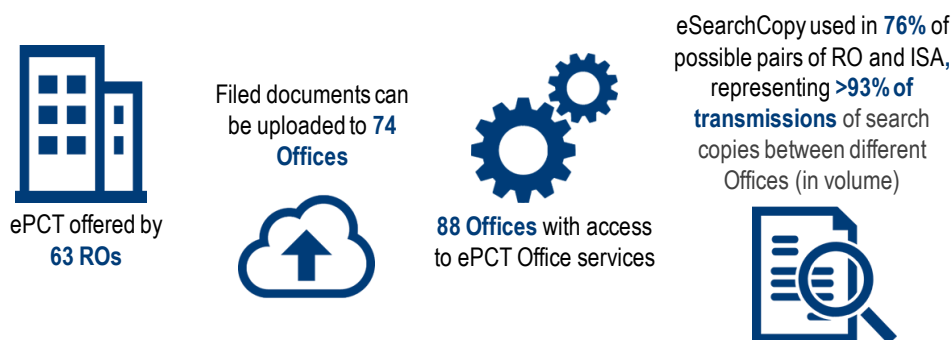 ePCT offered by
63 ROs
Filed documents can
be uploaded to 74
Offices
88 Offices with access
to ePCT Office services
eSearchCopy used in 76% of
possible pairs of RO and ISA,
representing >93% of
transmissions of search
copies between different
Offices (in volume)